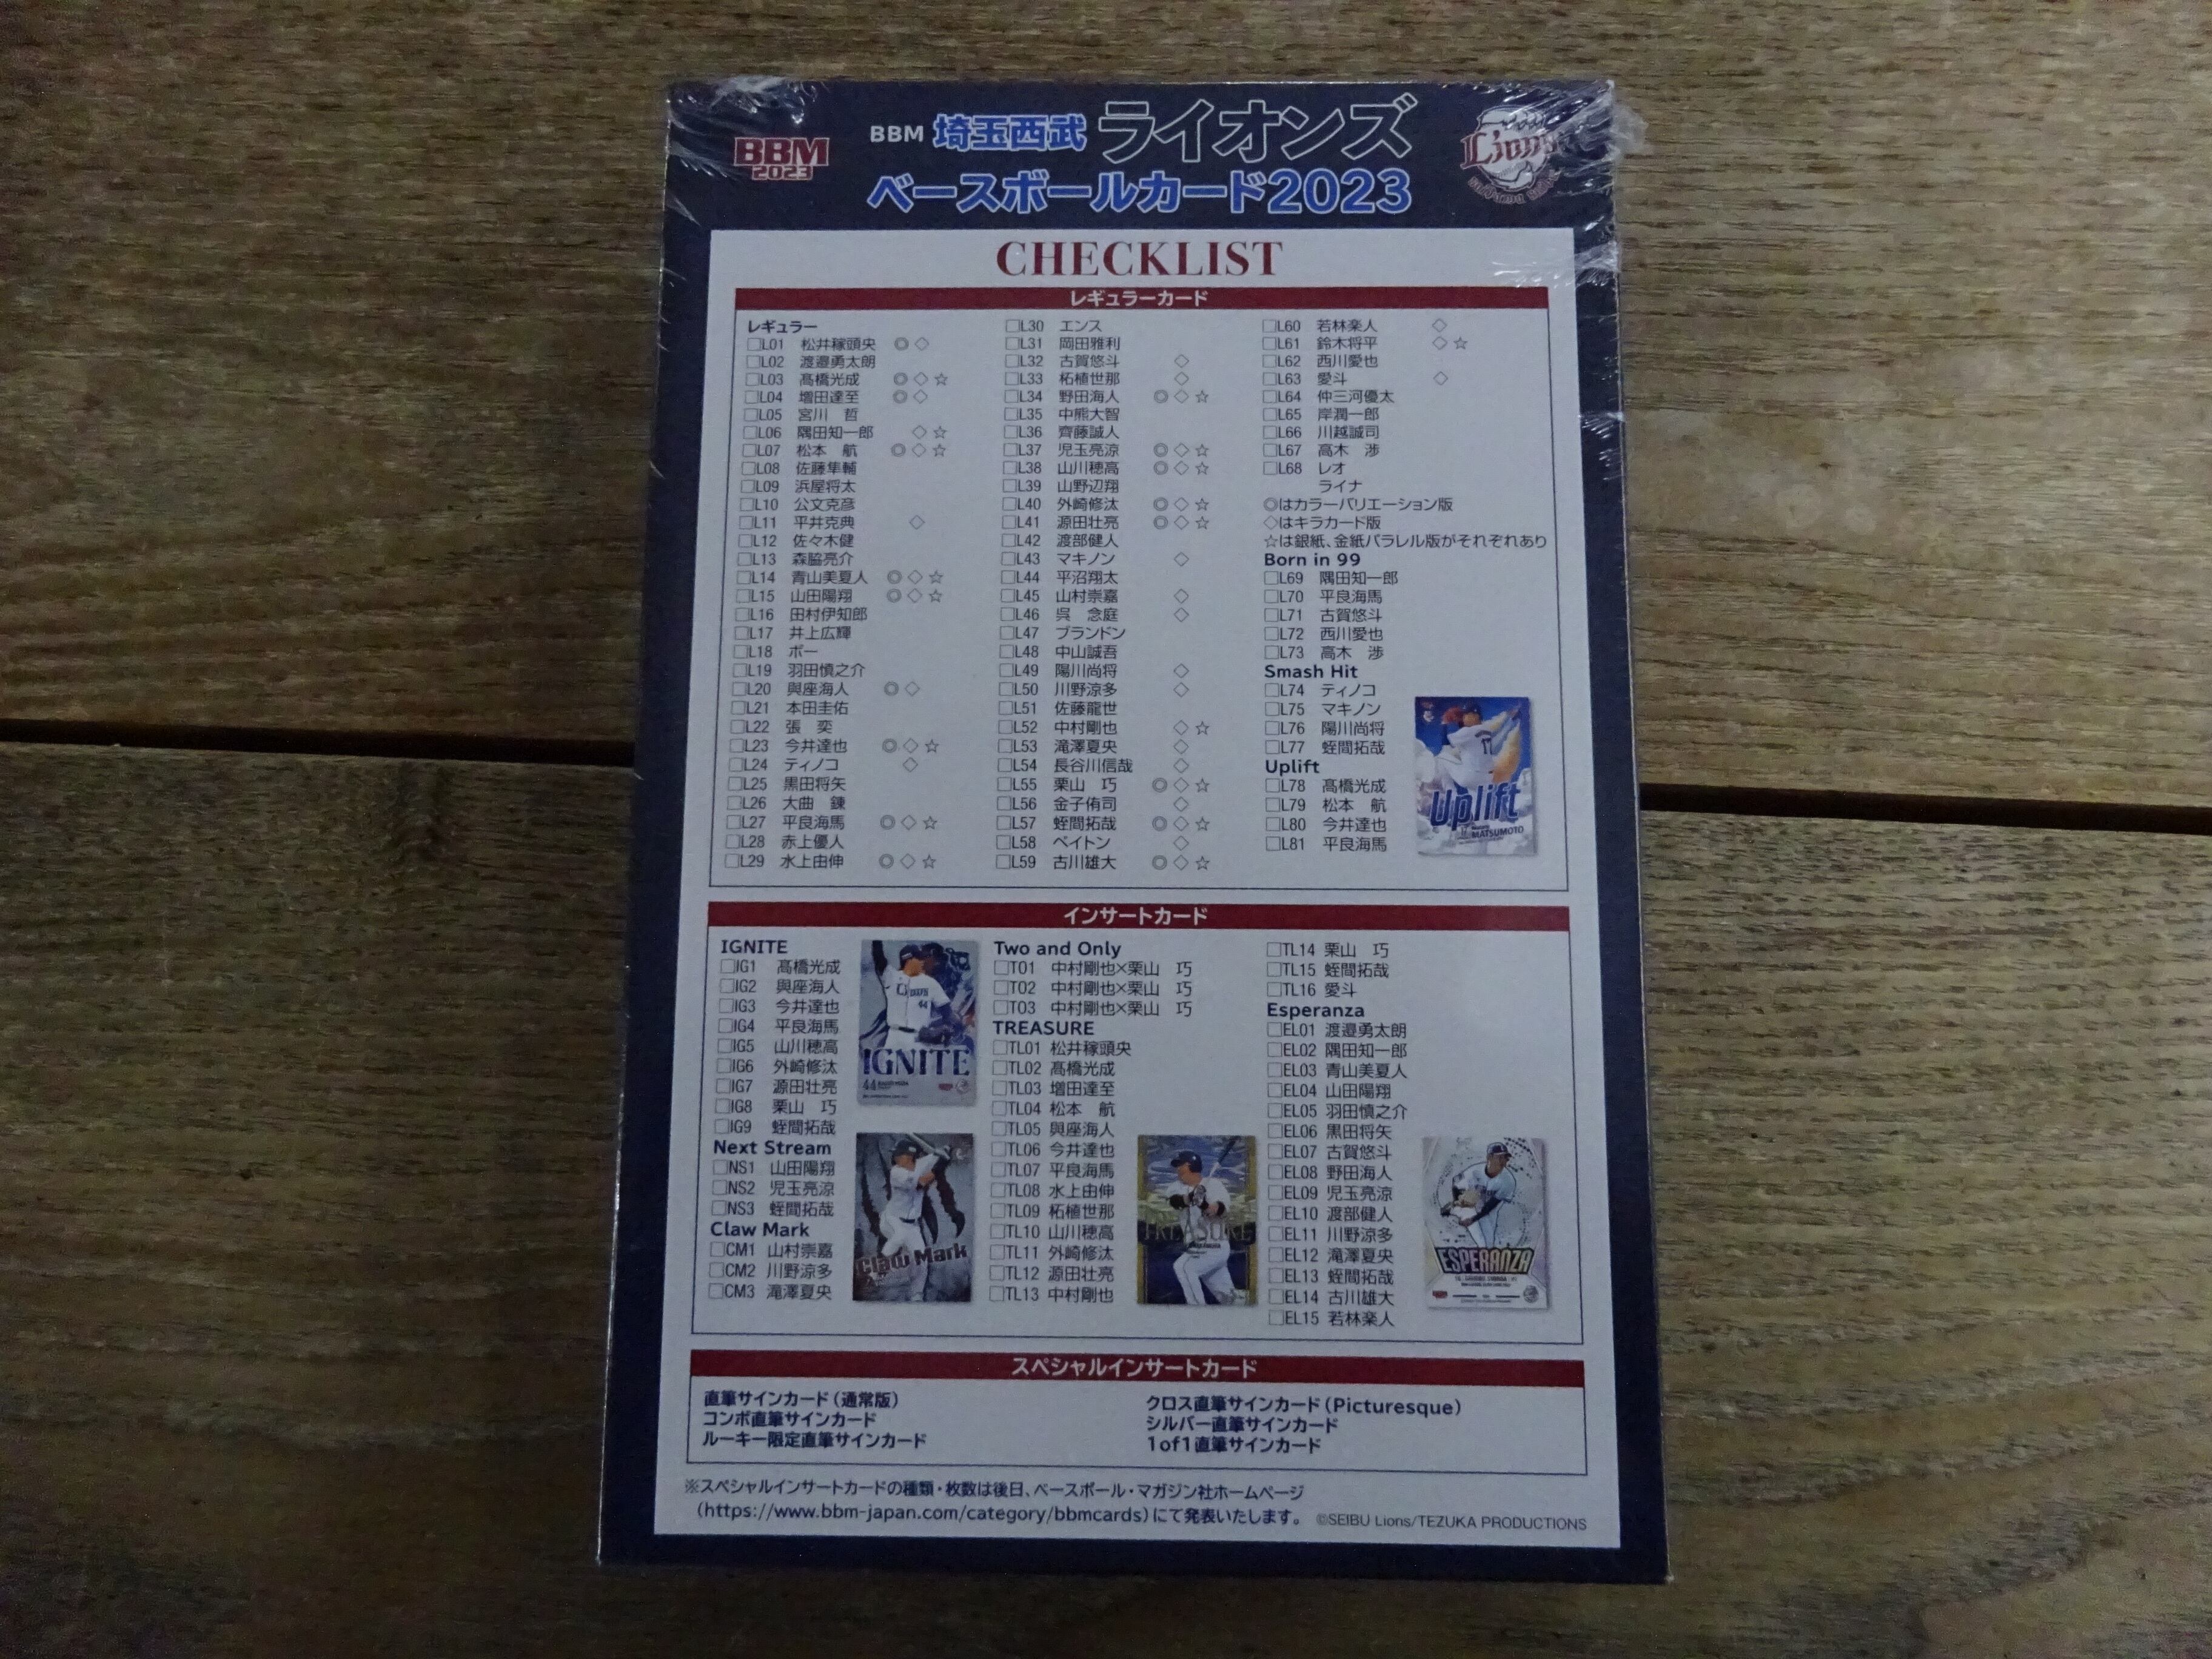 BBM
2023
BBM 埼玉西武 ライオンズ
ベースボールカード2023
Lions
CHECKLIST
レギュラーカード
レギュラー
□L01 松井稼頭央 ◎◇
□L02 渡邉勇太朗
□L03 髙橋光成 ◎◇☆
□L04 増田達至 ◎◇
□L05 宮川 哲
□L06 隅田知一郎 ◇☆
□L07 松本 航 ◎◇☆
□L08 佐藤隼輔
□L09 浜屋将太
□L10 公文克彦
□L11 平井克典 ◇
□L12 佐々木健
□L13 森脇亮介
□L14 青山美夏人 ◎◇☆
□L15 山田陽翔 ◎◇☆
□L16 田村伊知郎
□L17 井上広輝
□L18 ボー
□L19 羽田慎之介
□L20 與座海人 ◎◇
□L21 本田圭佑
□L22 張 奕
□L23 今井達也 ◎◇☆
□L24 ティノコ ◇
□L25 黒田将矢
□L26 大曲 錬
□L27 平良海馬 ◎◇☆
□L28 赤上優人
□L29 水上由伸 ◎◇☆
□L30 エンス
□L31 岡田雅利
□L32 古賀悠斗 ◇
□L33 柘植世那 ◇
□L34 野田海人 ◎◇☆
□L35 中熊大智
□L36 齊藤誠人
□L37 児玉亮涼 ◎◇☆
□L38 山川穂高 ◎◇☆
□L39 山野辺翔
□L40 外崎修汰 ◎◇☆
□L41 源田壮亮 ◎◇☆
□L42 渡部健人
□L43 マキノン ◇
□L44 平沼翔太
□L45 山村崇嘉 ◇
□L46 呉 念庭 ◇
□L47 ブランドン
□L48 中山誠吾
□L49 陽川尚将 ◇
□L50 川野涼多 ◇
□L51 佐藤龍世
□L52 中村剛也 ◇☆
□L53 滝澤夏央 ◇
□L54 長谷川信哉 ◇
□L55 栗山 巧 ◎◇☆
□L56 金子侑司 ◇
□L57 蛭間拓哉 ◎◇☆
□L58 ペイトン ◇
□L59 古川雄大 ◎◇☆
□L60 若林楽人 ◇
□L61 鈴木将平 ◇☆
□L62 西川愛也
□L63 愛斗 ◇
□L64 仲三河優太
□L65 岸潤一郎
□L66 川越誠司
□L67 高木 渉
□L68 レオ
ライナ
◎はカラーバリエーション版
◇はキラカード版
☆は銀紙、金紙パラレル版がそれぞれあり
Born in 99
□L69 隅田知一郎
□L70 平良海馬
□L71 古賀悠斗
□L72 西川愛也
□L73 高木 渉
Smash Hit
□L74 ティノコ
□L75 マキノン
□L76 陽川尚将
□L77 蛭間拓哉
Uplift
□L78 髙橋光成
□L79 松本 航
□L80 今井達也
□L81 平良海馬
Uplift
MATSUMOTO
インサートカード
IGNITE
□IG1 髙橋光成
□IG2 與座海人
□IG3 今井達也
□IG4 平良海馬
□IG5 山川穂高
□IG6 外崎修汰
□IG7 源田壮亮
□IG8 栗山 巧
□IG9 蛭間拓哉
Next Stream
□NS1 山田陽翔
□NS2 児玉亮涼
□NS3 蛭間拓哉
Claw Mark
□CM1 山村崇嘉
□CM2 川野涼多
□CM3 滝澤夏央
IGNITE
44
Claw Mark
Two and Only
□TO1 中村剛也×栗山 巧
□TO2 中村剛也×栗山 巧
□TO3 中村剛也×栗山 巧
TREASURE
□TL01 松井稼頭央
□TL02 髙橋光成
□TL03 増田達至
□TL04 松本 航
□TL05 與座海人
□TL06 今井達也
□TL07 平良海馬
□TL08 水上由伸
□TL09 柘植世那
□TL10 山川穂高
□TL11 外崎修汰
□TL12 源田壮亮
□TL13 中村剛也
TREASURE
□TL14 栗山 巧
□TL15 蛭間拓哉
□TL16 愛斗
Esperanza
□EL01 渡邉勇太朗
□EL02 隅田知一郎
□EL03 青山美夏人
□EL04 山田陽翔
□EL05 羽田慎之介
□EL06 黒田将矢
□EL07 古賀悠斗
□EL08 野田海人
□EL09 児玉亮涼
□EL10 渡部健人
□EL11 川野涼多
□EL12 滝澤夏央
□EL13 蛭間拓哉
□EL14 古川雄大
□EL15 若林楽人
ESPERANZA
スペシャルインサートカード
直筆サインカード（通常版）
コンボ直筆サインカード
ルーキー限定直筆サインカード
クロス直筆サインカード（Picturesque）
シルバー直筆サインカード
1of1直筆サインカード
※スペシャルインサートカードの種類・枚数は後日、ベースボール・マガジン社ホームページ
（https://www.bbm-japan.com/category/bbmcards）にて発表いたします。 ©SEIBU Lions/TEZUKA PRODUCTIONS